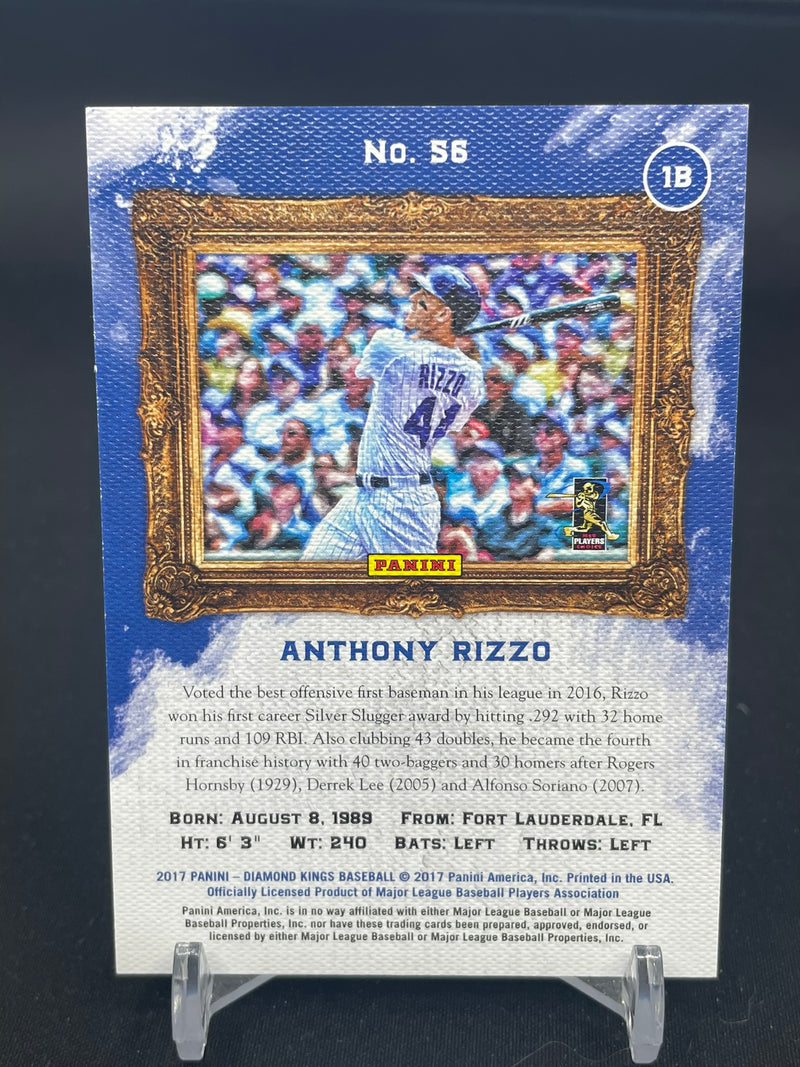 No. 56
1B
RIZZO
44
MLB
PLAYERS
CHOICE
PANINI
ANTHONY RIZZO
Voted the best offensive first baseman in his league in 2016, Rizzo
won his first career Silver Slugger award by hitting .292 with 32 home
runs and 109 RBI. Also clubbing 43 doubles, he became the fourth
in franchise history with 40 two-baggers and 30 homers after Rogers
Hornsby (1929), Derrek Lee (2005) and Alfonso Soriano (2007).
BORN: AUGUST 8, 1989 FROM: FORT LAUDERDALE, FL
HT: 6' 3" WT: 240 BATS: LEFT THROWS: LEFT
2017 PANINI – DIAMOND KINGS BASEBALL © 2017 Panini America, Inc. Printed in the USA.
Officially Licensed Product of Major League Baseball Players Association
Panini America, Inc. is in no way affiliated with either Major League Baseball or Major League
Baseball Properties, Inc. nor have these trading cards been prepared, approved, endorsed, or
licensed by either Major League Baseball or Major League Baseball Properties, Inc.